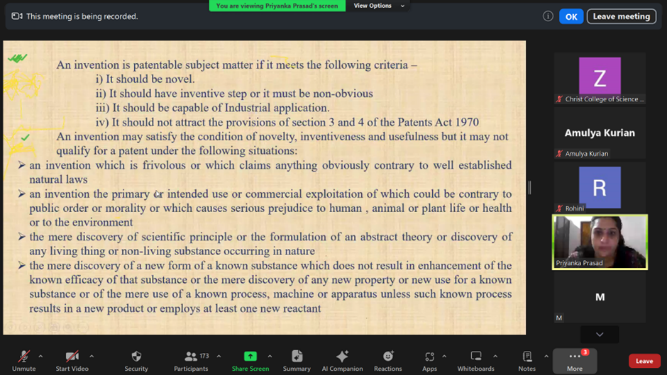 You are viewing Priyanka Prasad's screen
View Options
This meeting is being recorded.
OK
Leave meeting
An invention is patentable subject matter if it meets the following criteria –
i) It should be novel.
ii) It should have inventive step or it must be non-obvious
iii) It should be capable of Industrial application.
iv) It should not attract the provisions of section 3 and 4 of the Patents Act 1970
An invention may satisfy the condition of novelty, inventiveness and usefulness but it may not
qualify for a patent under the following situations:
➢ an invention which is frivolous or which claims anything obviously contrary to well established
natural laws
➢ an invention the primary or intended use or commercial exploitation of which could be contrary to
public order or morality or which causes serious prejudice to human , animal or plant life or health
or to the environment
➢ the mere discovery of scientific principle or the formulation of an abstract theory or discovery of
any living thing or non-living substance occurring in nature
➢ the mere discovery of a new form of a known substance which does not result in enhancement of the
known efficacy of that substance or the mere discovery of any new property or new use for a known
substance or of the mere use of a known process, machine or apparatus unless such known process
results in a new product or employs at least one new reactant
Z
Christ College of Science ...
Amulya Kurian
Amulya Kurian
R
Rohini
Priyanka Prasad
M
M
Unmute
Start Video
Security
Participants
173
Share Screen
Summary
AI Companion
Reactions
Apps
Whiteboards
Notes
More
3
Leave